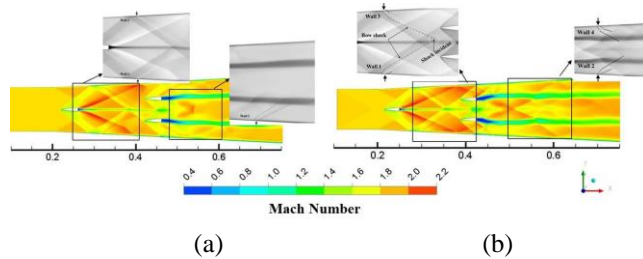 Wall 3
Bow shock
Shock incident
Wall 1
Wall 4
Wall 2
0.2 0.4 0.6
0.2 0.4 0.6
0.4 0.6 0.8 1.0 1.2 1.4 1.6 1.8 2.0 2.2
Mach Number
(a) (b)